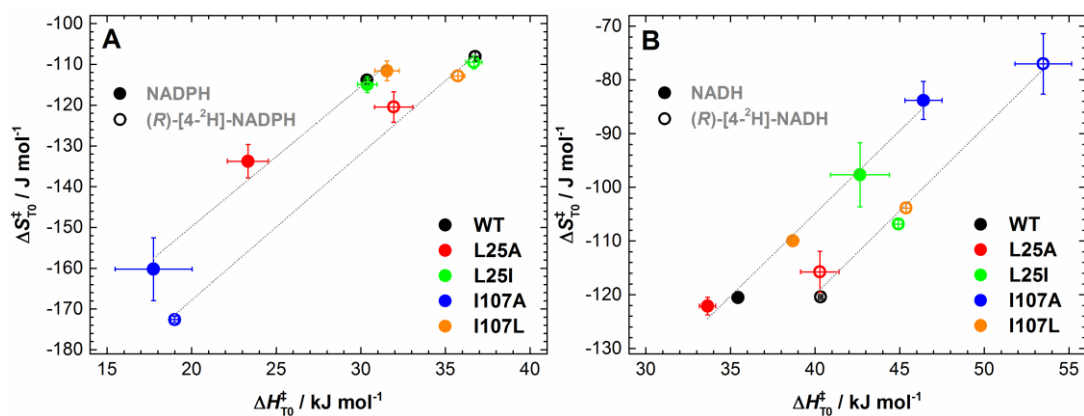 A
NADPH
(R)-[4-²H]-NADPH
WT
L25A
L25I
I107A
I107L
-100
-110
-120
-130
-140
-150
-160
-170
-180
ΔS‡T0 / J mol⁻¹
15 20 25 30 35 40
ΔH‡T0 / kJ mol⁻¹
B
NADH
(R)-[4-²H]-NADH
WT
L25A
L25I
I107A
I107L
-70
-80
-90
-100
-110
-120
-130
ΔS‡T0 / J mol⁻¹
30 35 40 45 50 55
ΔH‡T0 / kJ mol⁻¹